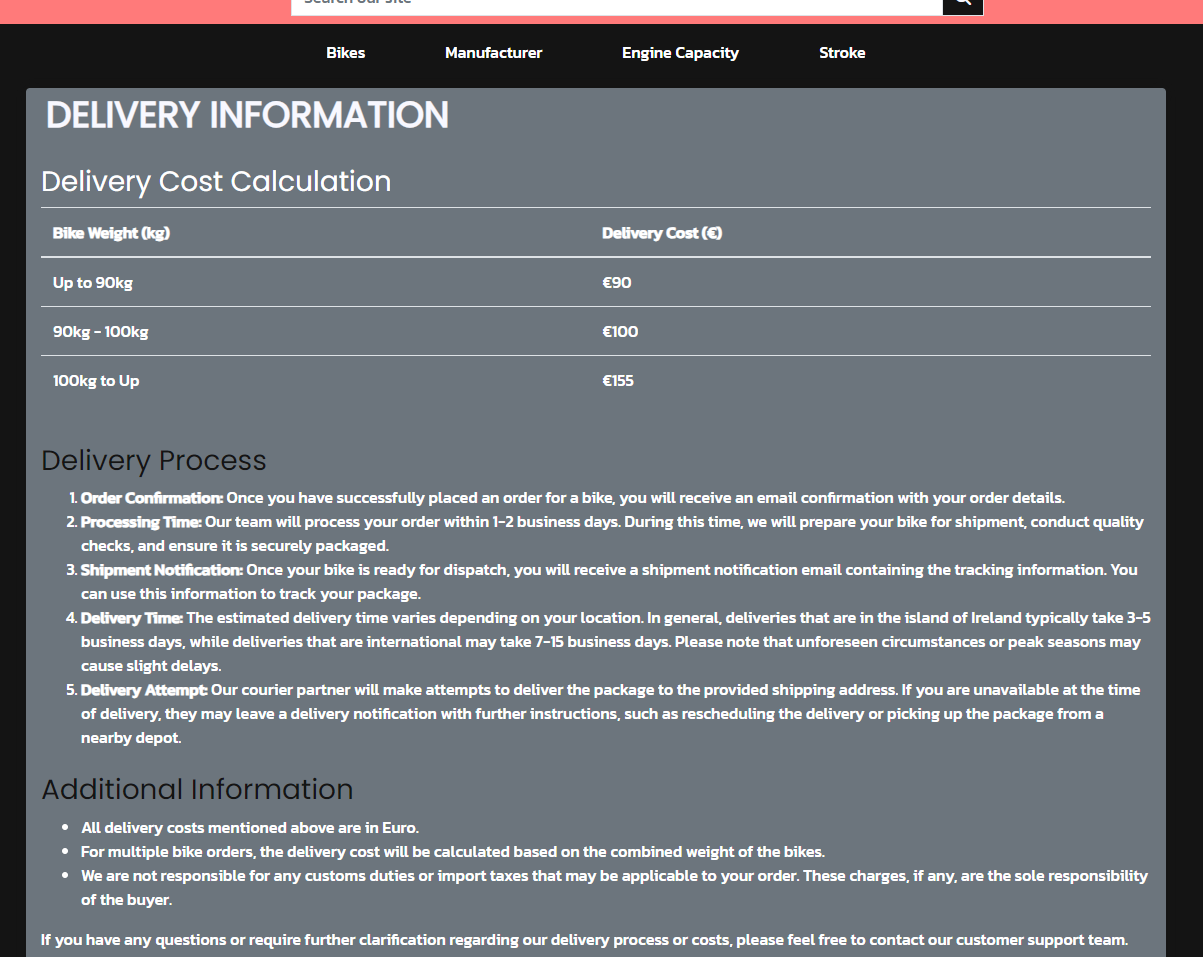 Search our site
Bikes Manufacturer Engine Capacity Stroke
DELIVERY INFORMATION
Delivery Cost Calculation
Bike Weight (kg) Delivery Cost (€)
Up to 90kg €90
90kg - 100kg €100
100kg to Up €155
Delivery Process
1. Order Confirmation: Once you have successfully placed an order for a bike, you will receive an email confirmation with your order details.
2. Processing Time: Our team will process your order within 1-2 business days. During this time, we will prepare your bike for shipment, conduct quality
checks, and ensure it is securely packaged.
3. Shipment Notification: Once your bike is ready for dispatch, you will receive a shipment notification email containing the tracking information. You
can use this information to track your package.
4. Delivery Time: The estimated delivery time varies depending on your location. In general, deliveries that are in the island of Ireland typically take 3-5
business days, while deliveries that are international may take 7-15 business days. Please note that unforeseen circumstances or peak seasons may
cause slight delays.
5. Delivery Attempt: Our courier partner will make attempts to deliver the package to the provided shipping address. If you are unavailable at the time
of delivery, they may leave a delivery notification with further instructions, such as rescheduling the delivery or picking up the package from a
nearby depot.
Additional Information
• All delivery costs mentioned above are in Euro.
• For multiple bike orders, the delivery cost will be calculated based on the combined weight of the bikes.
• We are not responsible for any customs duties or import taxes that may be applicable to your order. These charges, if any, are the sole responsibility
of the buyer.
If you have any questions or require further clarification regarding our delivery process or costs, please feel free to contact our customer support team.